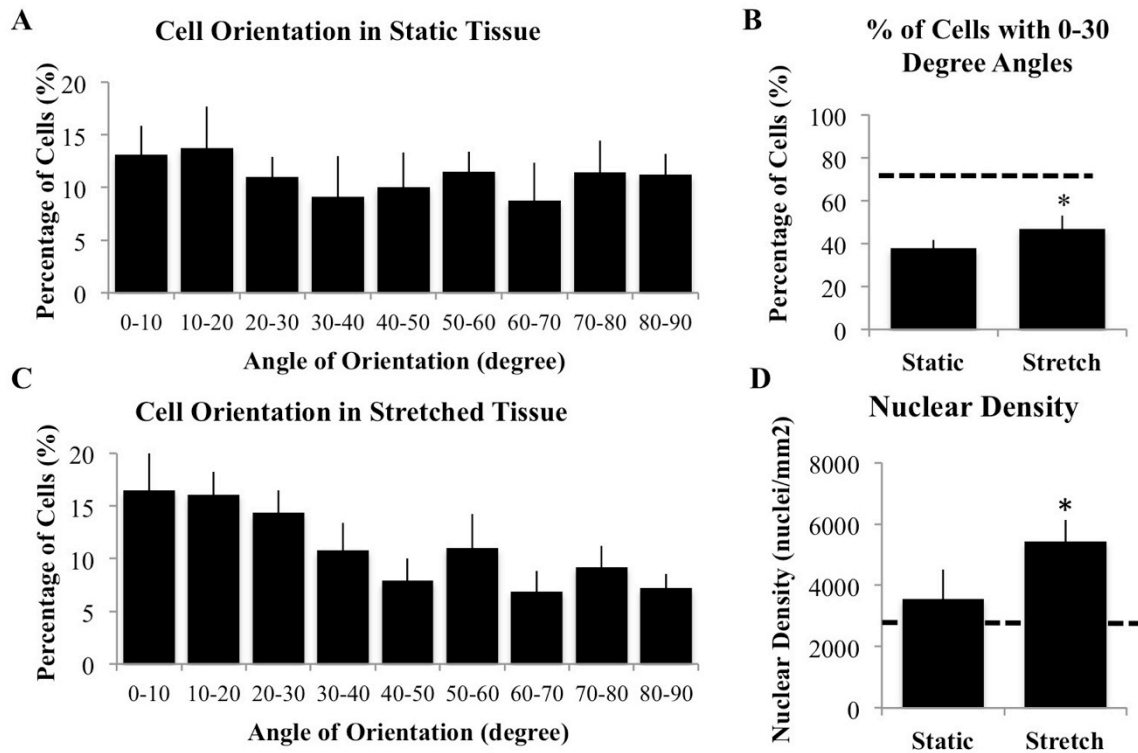 A
Cell Orientation in Static Tissue
Percentage of Cells (%)
20
15
10
5
0
0-10 10-20 20-30 30-40 40-50 50-60 60-70 70-80 80-90
Angle of Orientation (degree)
B
% of Cells with 0-30
Degree Angles
Percentage of Cells (%)
100
80
60
40
20
0
*
Static Stretch
C
Cell Orientation in Stretched Tissue
Percentage of Cells (%)
20
15
10
5
0
0-10 10-20 20-30 30-40 40-50 50-60 60-70 70-80 80-90
Angle of Orientation (degree)
D
Nuclear Density
Nuclear Density (nuclei/mm2)
8000
6000
4000
2000
0
*
Static Stretch